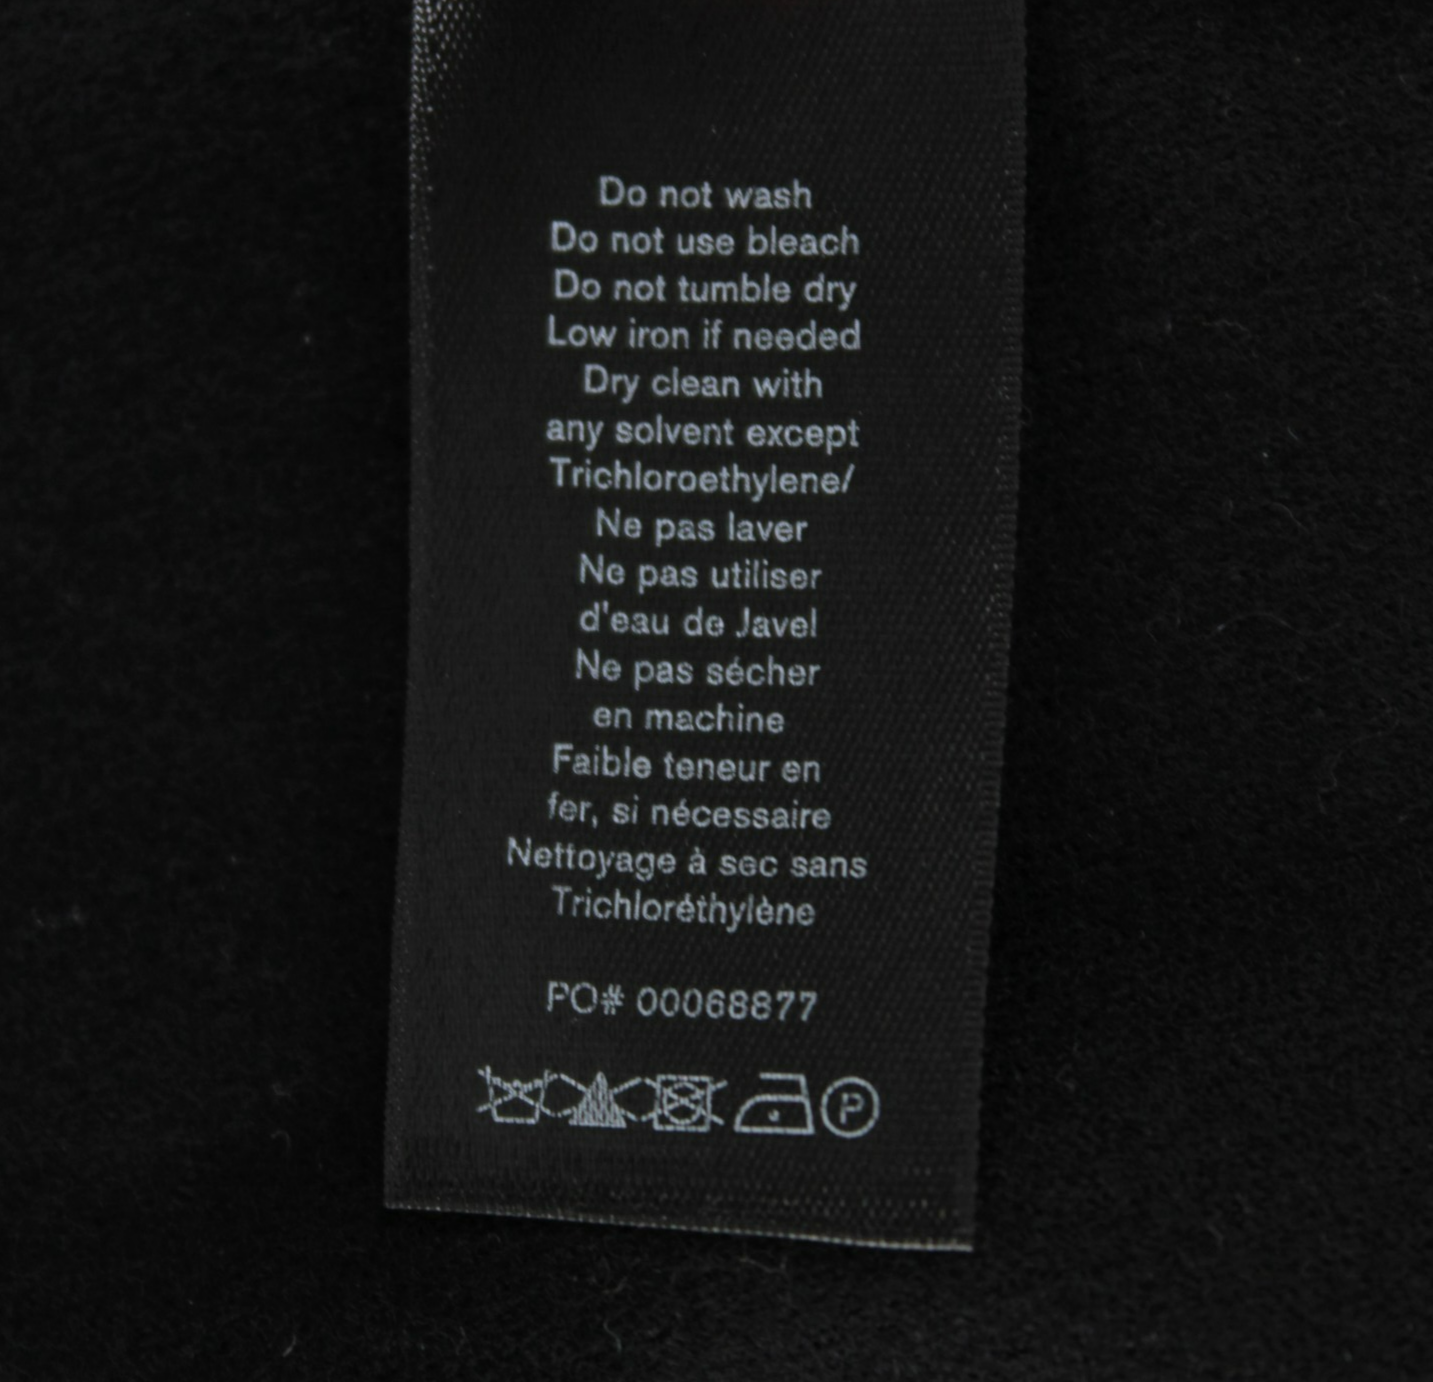 Do not wash
Do not use bleach
Do not tumble dry
Low iron if needed
Dry clean with
any solvent except
Trichloroethylene/
Ne pas laver
Ne pas utiliser
d'eau de Javel
Ne pas sécher
en machine
Faible teneur en
fer, si nécessaire
Nettoyage à sec sans
Trichloréthylène
PO# 00068877
P